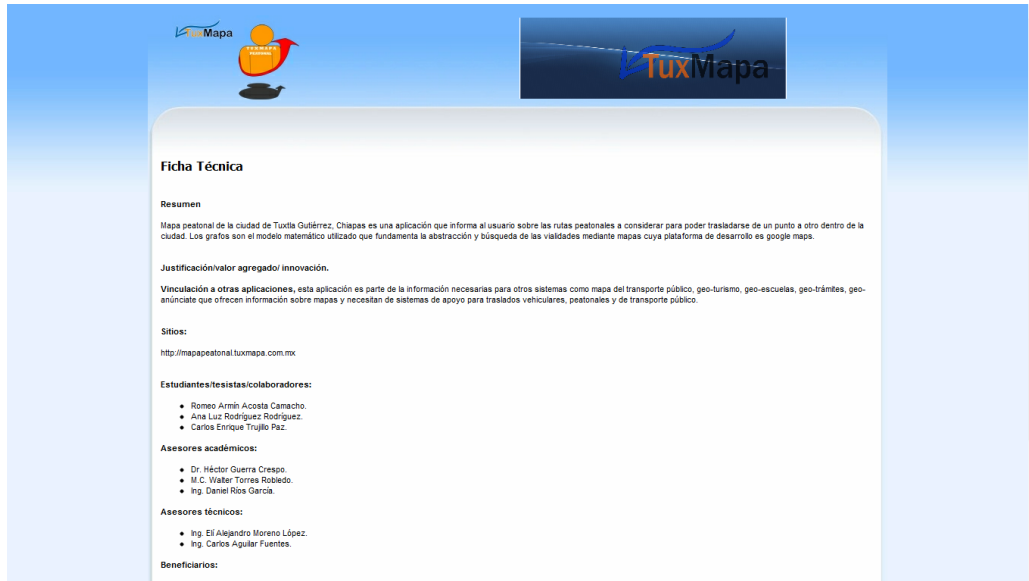 TuxMapa
TUXMAPA
PEATONAL
TuxMapa
Ficha Técnica
Resumen
Mapa peatonal de la ciudad de Tuxtla Gutiérrez, Chiapas es una aplicación que informa al usuario sobre las rutas peatonales a considerar para poder trasladarse de un punto a otro dentro de la
ciudad. Los grafos son el modelo matemático utilizado que fundamenta la abstracción y búsqueda de las vialidades mediante mapas cuya plataforma de desarrollo es google maps.
Justificación/valor agregado/ innovación.
Vinculación a otras aplicaciones, esta aplicación es parte de la información necesarias para otros sistemas como mapa del transporte público, geo-turismo, geo-escuelas, geo-trámites, geo-
anúnciate que ofrecen información sobre mapas y necesitan de sistemas de apoyo para traslados vehiculares, peatonales y de transporte público.
Sitios:
http://mapapeatonal.tuxmapa.com.mx
Estudiantes/tesistas/colaboradores:
• Romeo Armín Acosta Camacho.
• Ana Luz Rodríguez Rodríguez.
• Carlos Enrique Trujillo Paz.
Asesores académicos:
• Dr. Héctor Guerra Crespo.
• M.C. Walter Torres Robledo.
• Ing. Daniel Ríos García.
Asesores técnicos:
• Ing. Elí Alejandro Moreno López.
• Ing. Carlos Aguilar Fuentes.
Beneficiarios: